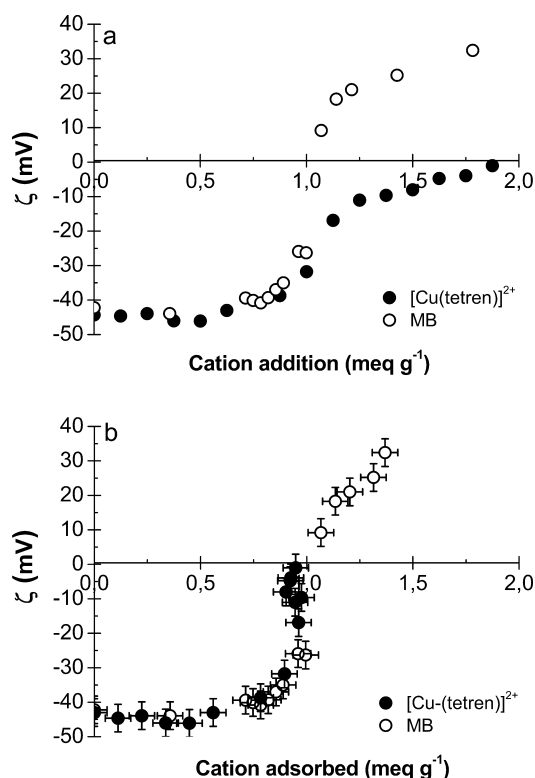 a
40
30
20
10
0
-10
-20
-30
-40
-50
ζ (mV)
0,0 0,5 1,0 1,5 2,0
[Cu(tetren)]²⁺
MB
Cation addition (meq g⁻¹)
b
40
30
20
10
0
-10
-20
-30
-40
-50
ζ (mV)
0,0 0,5 1,0 1,5 2,0
[Cu-(tetren)]²⁺
MB
Cation adsorbed (meq g⁻¹)